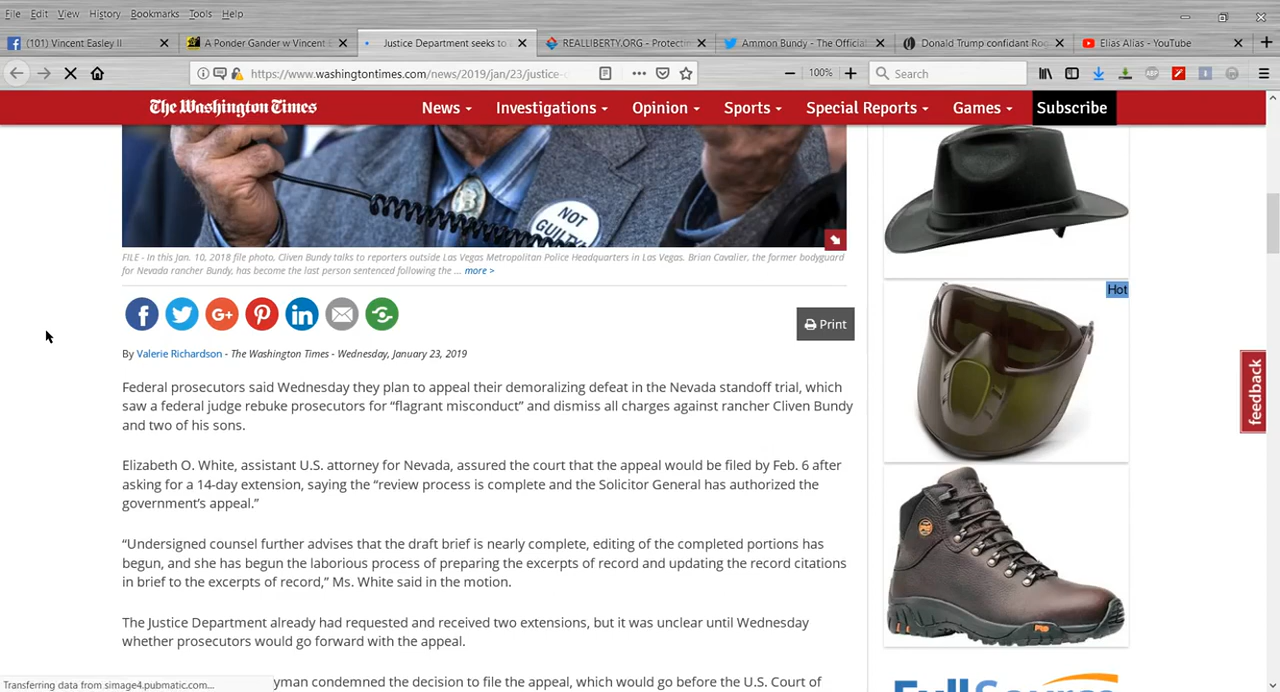 File Edit View History Bookmarks Tools Help
(101) Vincent Easley II
A Ponder Gander w Vincent
Justice Department seeks to
REALLIBERTY.ORG - Protectin
Ammon Bundy - The Official
Donald Trump confidant Rog
Elias Alias - YouTube
https://www.washingtontimes.com/news/2019/jan/23/justice-
100%
Search
The Washington Times
News
Investigations
Opinion
Sports
Special Reports
Games
Subscribe
NOT
GUILTY
FILE - In this Jan. 10, 2018 file photo, Cliven Bundy talks to reporters outside Las Vegas Metropolitan Police Headquarters in Las Vegas. Brian Cavalier, the former bodyguard
for Nevada rancher Bundy, has become the last person sentenced following the ... more >
Print
By Valerie Richardson - The Washington Times - Wednesday, January 23, 2019
Federal prosecutors said Wednesday they plan to appeal their demoralizing defeat in the Nevada standoff trial, which
saw a federal judge rebuke prosecutors for “flagrant misconduct” and dismiss all charges against rancher Cliven Bundy
and two of his sons.
Elizabeth O. White, assistant U.S. attorney for Nevada, assured the court that the appeal would be filed by Feb. 6 after
asking for a 14-day extension, saying the “review process is complete and the Solicitor General has authorized the
government’s appeal.”
“Undersigned counsel further advises that the draft brief is nearly complete, editing of the completed portions has
begun, and she has begun the laborious process of preparing the excerpts of record and updating the record citations
in brief to the excerpts of record,” Ms. White said in the motion.
The Justice Department already had requested and received two extensions, but it was unclear until Wednesday
whether prosecutors would go forward with the appeal.
yman condemned the decision to file the appeal, which would go before the U.S. Court of
Transferring data from simage4.pubmatic.com...
Hot
feedback
FullSource